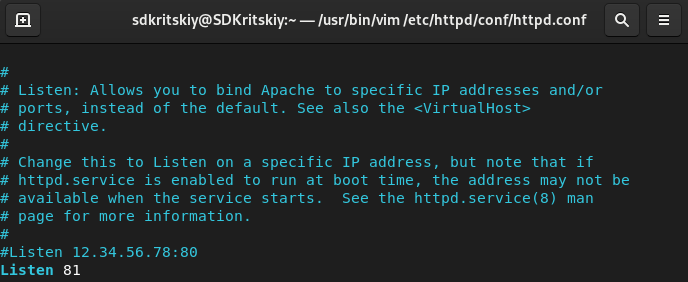 sdkritskiy@SDKritskiy:~ — /usr/bin/vim /etc/httpd/conf/httpd.conf
#
# Listen: Allows you to bind Apache to specific IP addresses and/or
# ports, instead of the default. See also the <VirtualHost>
# directive.
#
# Change this to Listen on a specific IP address, but note that if
# httpd.service is enabled to run at boot time, the address may not be
# available when the service starts.  See the httpd.service(8) man
# page for more information.
#
#Listen 12.34.56.78:80
Listen 81